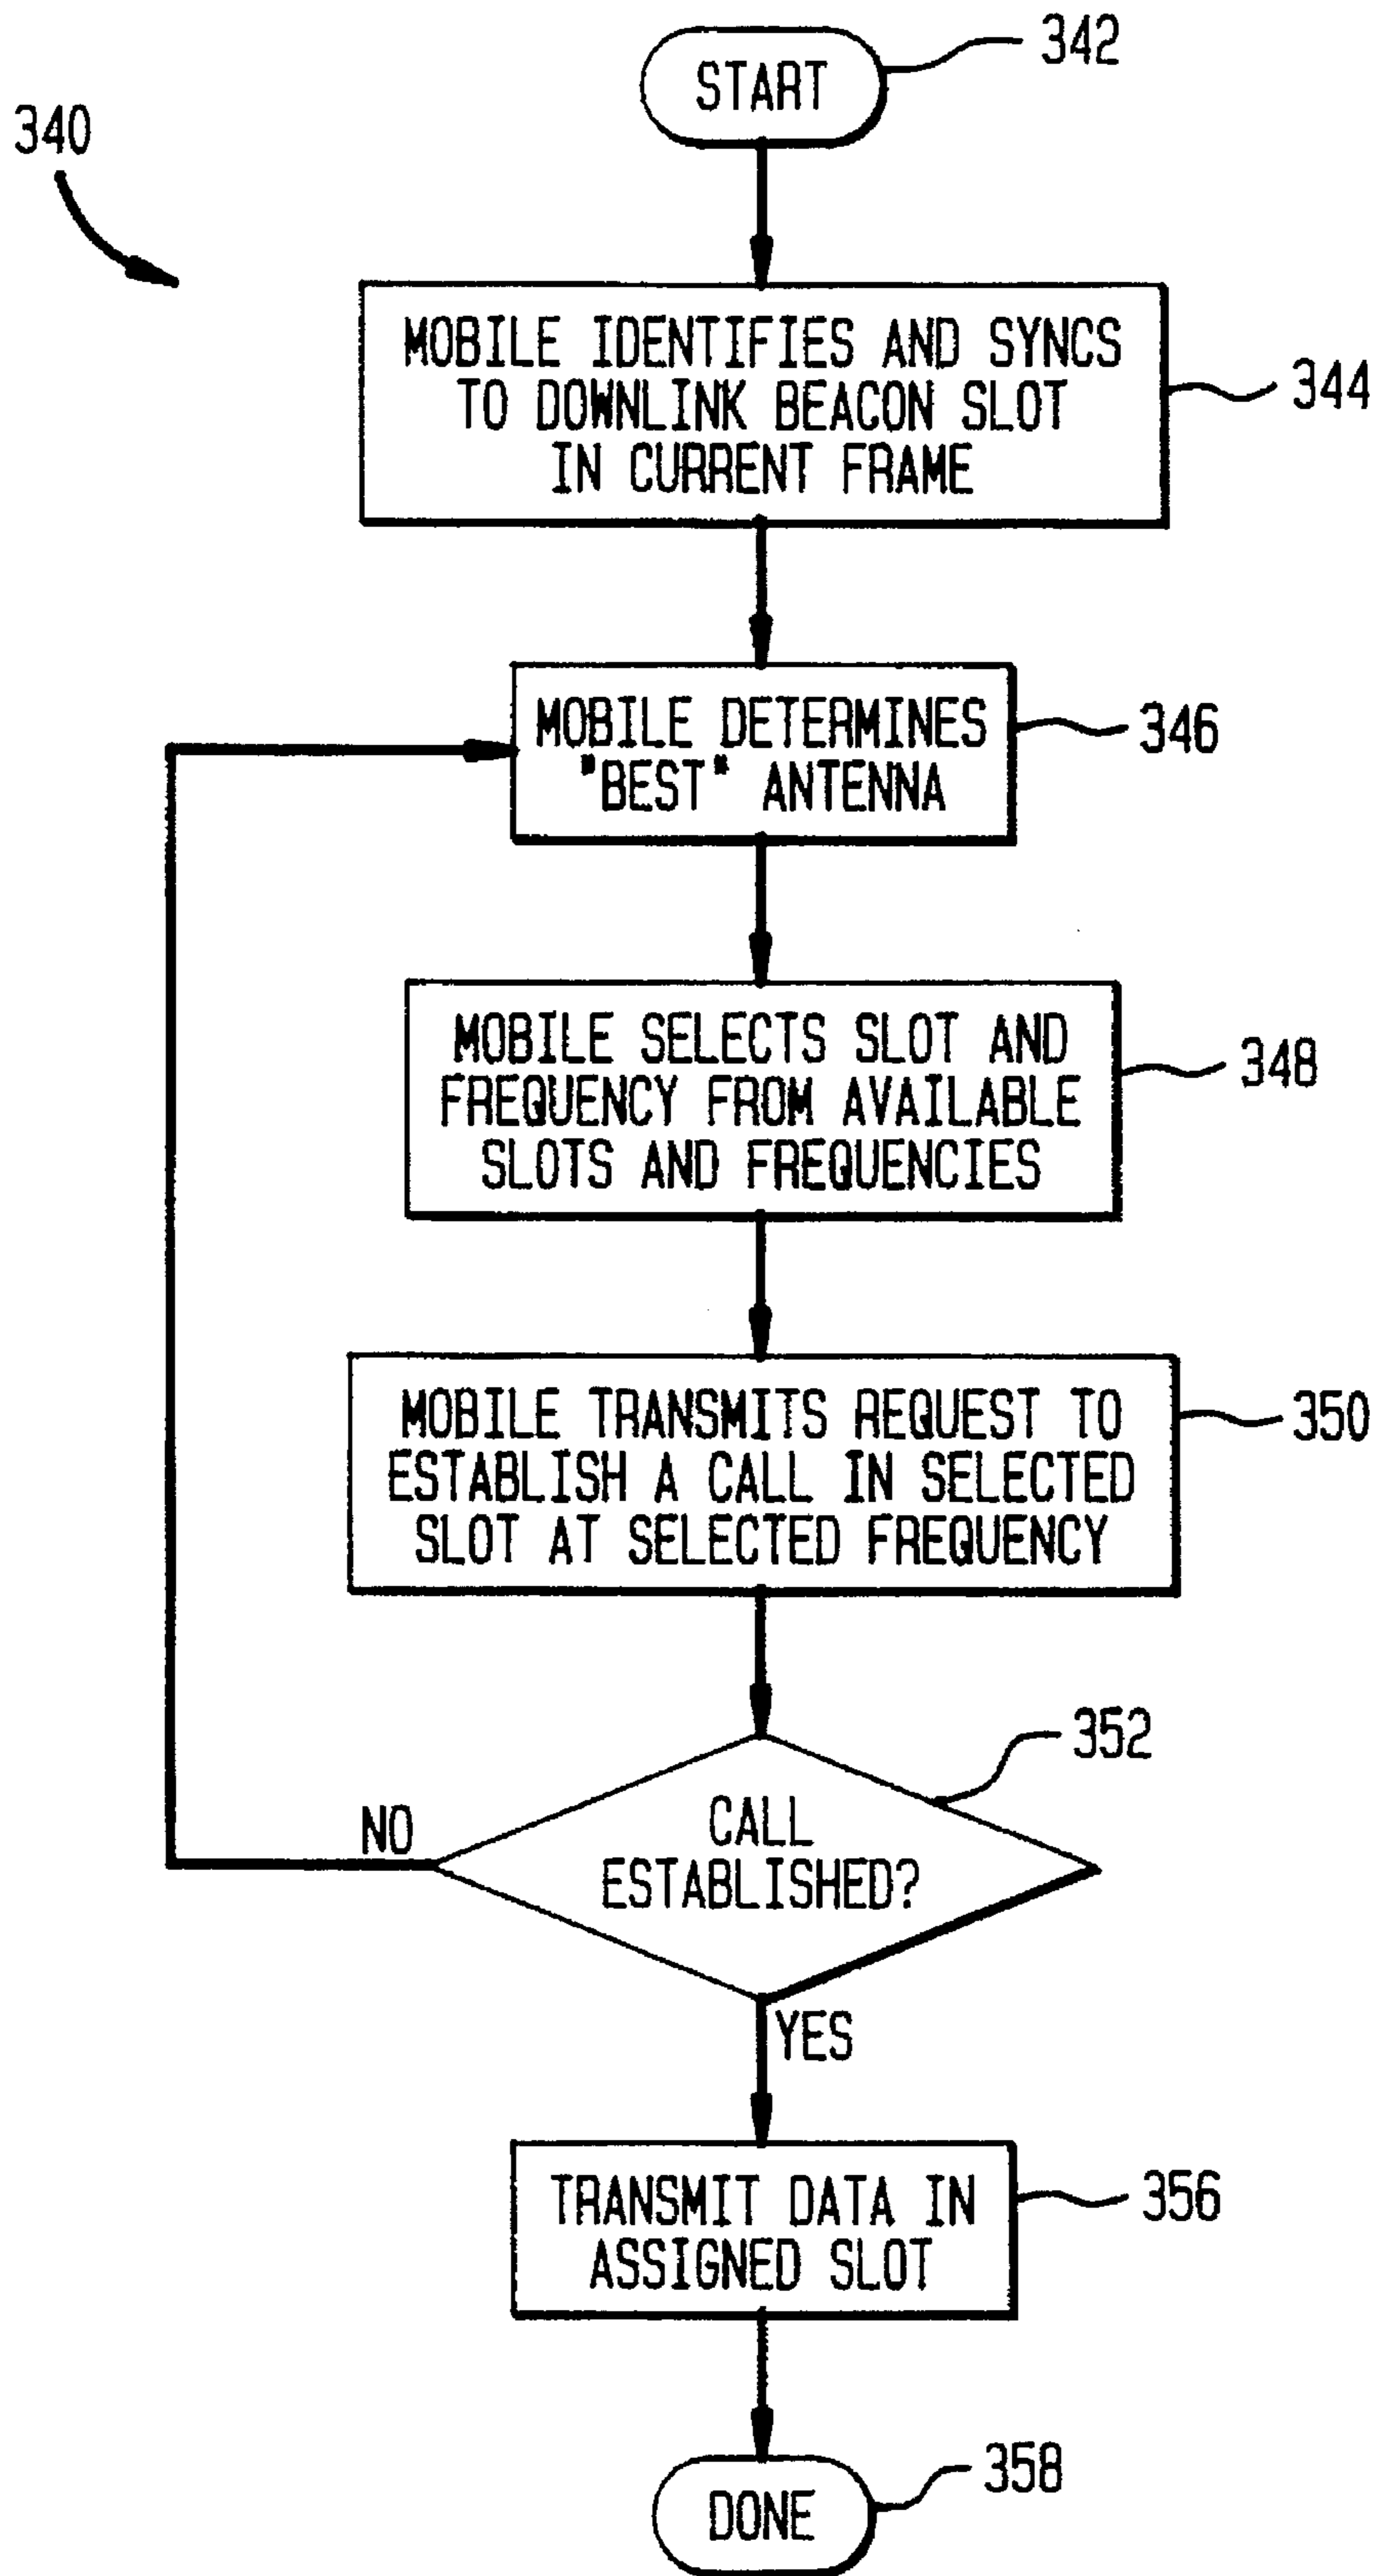 342
START
340
MOBILE IDENTIFIES AND SYNCS
TO DOWNLINK BEACON SLOT
IN CURRENT FRAME
344
MOBILE DETERMINES
"BEST" ANTENNA
346
MOBILE SELECTS SLOT AND
FREQUENCY FROM AVAILABLE
SLOTS AND FREQUENCIES
348
MOBILE TRANSMITS REQUEST TO
ESTABLISH A CALL IN SELECTED
SLOT AT SELECTED FREQUENCY
350
352
CALL
ESTABLISHED?
NO
YES
TRANSMIT DATA IN
ASSIGNED SLOT
356
358
DONE